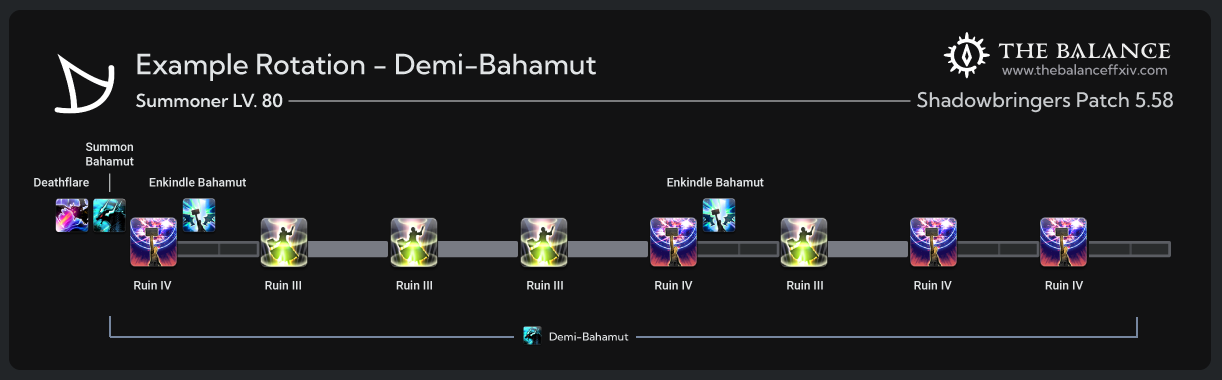 Example Rotation - Demi-Bahamut
THE BALANCE
www.thebalanceffxiv.com
Summoner LV. 80
Shadowbringers Patch 5.58
Summon
Bahamut
Deathflare
Enkindle Bahamut
Enkindle Bahamut
Ruin IV
Ruin III
Ruin III
Ruin III
Ruin IV
Ruin III
Ruin IV
Ruin IV
Demi-Bahamut